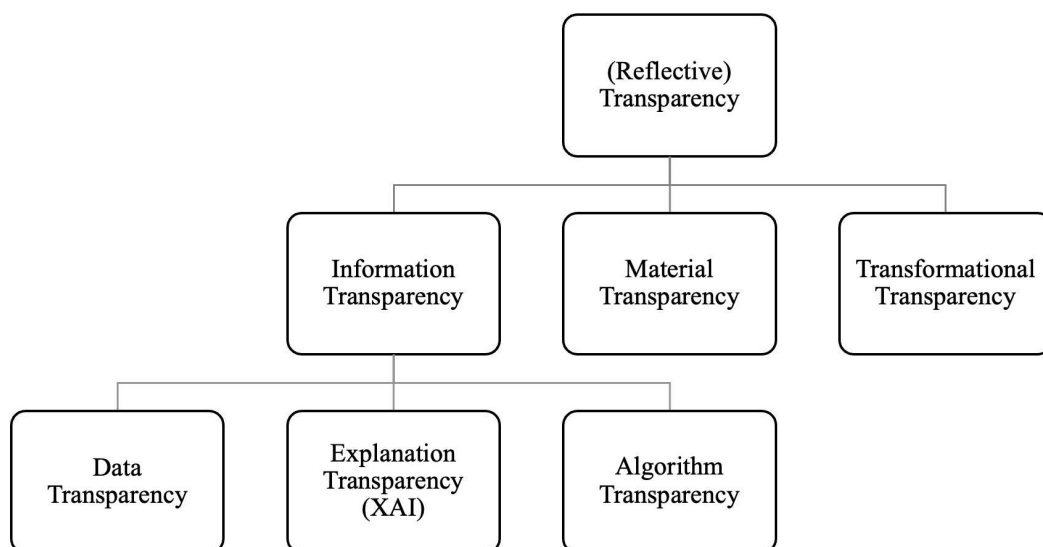 (Reflective)
Transparency
Information
Transparency
Material
Transparency
Transformational
Transparency
Data
Transparency
Explanation
Transparency
(XAI)
Algorithm
Transparency